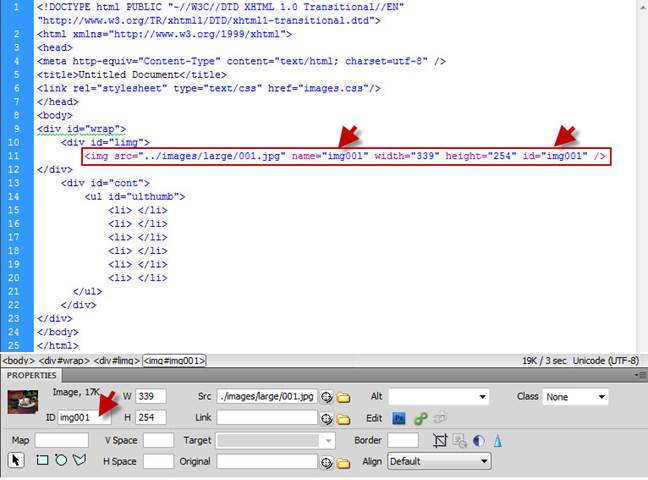 1 <!DOCTYPE html PUBLIC "-//W3C//DTD XHTML 1.0 Transitional//EN"
"http://www.w3.org/TR/xhtml1/DTD/xhtml1-transitional.dtd">
2 <html xmlns="http://www.w3.org/1999/xhtml">
3 <head>
4 <meta http-equiv="Content-Type" content="text/html; charset=utf-8" />
5 <title>Untitled Document</title>
6 <link rel="stylesheet" type="text/css" href="images.css"/>
7 </head>
8 <body>
9 <div id="wrap">
10 <div id="limg">
11 <img src="../images/large/001.jpg" name="img001" width="339" height="254" id="img001" />
12 </div>
13 <div id="cont">
14 <ul id="ulthumb">
15 <li> </li>
16 <li> </li>
17 <li> </li>
18 <li> </li>
19 <li> </li>
20 <li> </li>
21 </ul>
22 </div>
23 </div>
24 </body>
25 </html>
<body> <div#wrap> <div#limg> <img#img001> 19K / 3 sec Unicode (UTF-8)
PROPERTIES
Image, 17K W 339 Src ./images/large/001.jpg Alt Class None
ID img001 H 254 Link Edit Ps
Map V Space Target Border
H Space Original Align Default